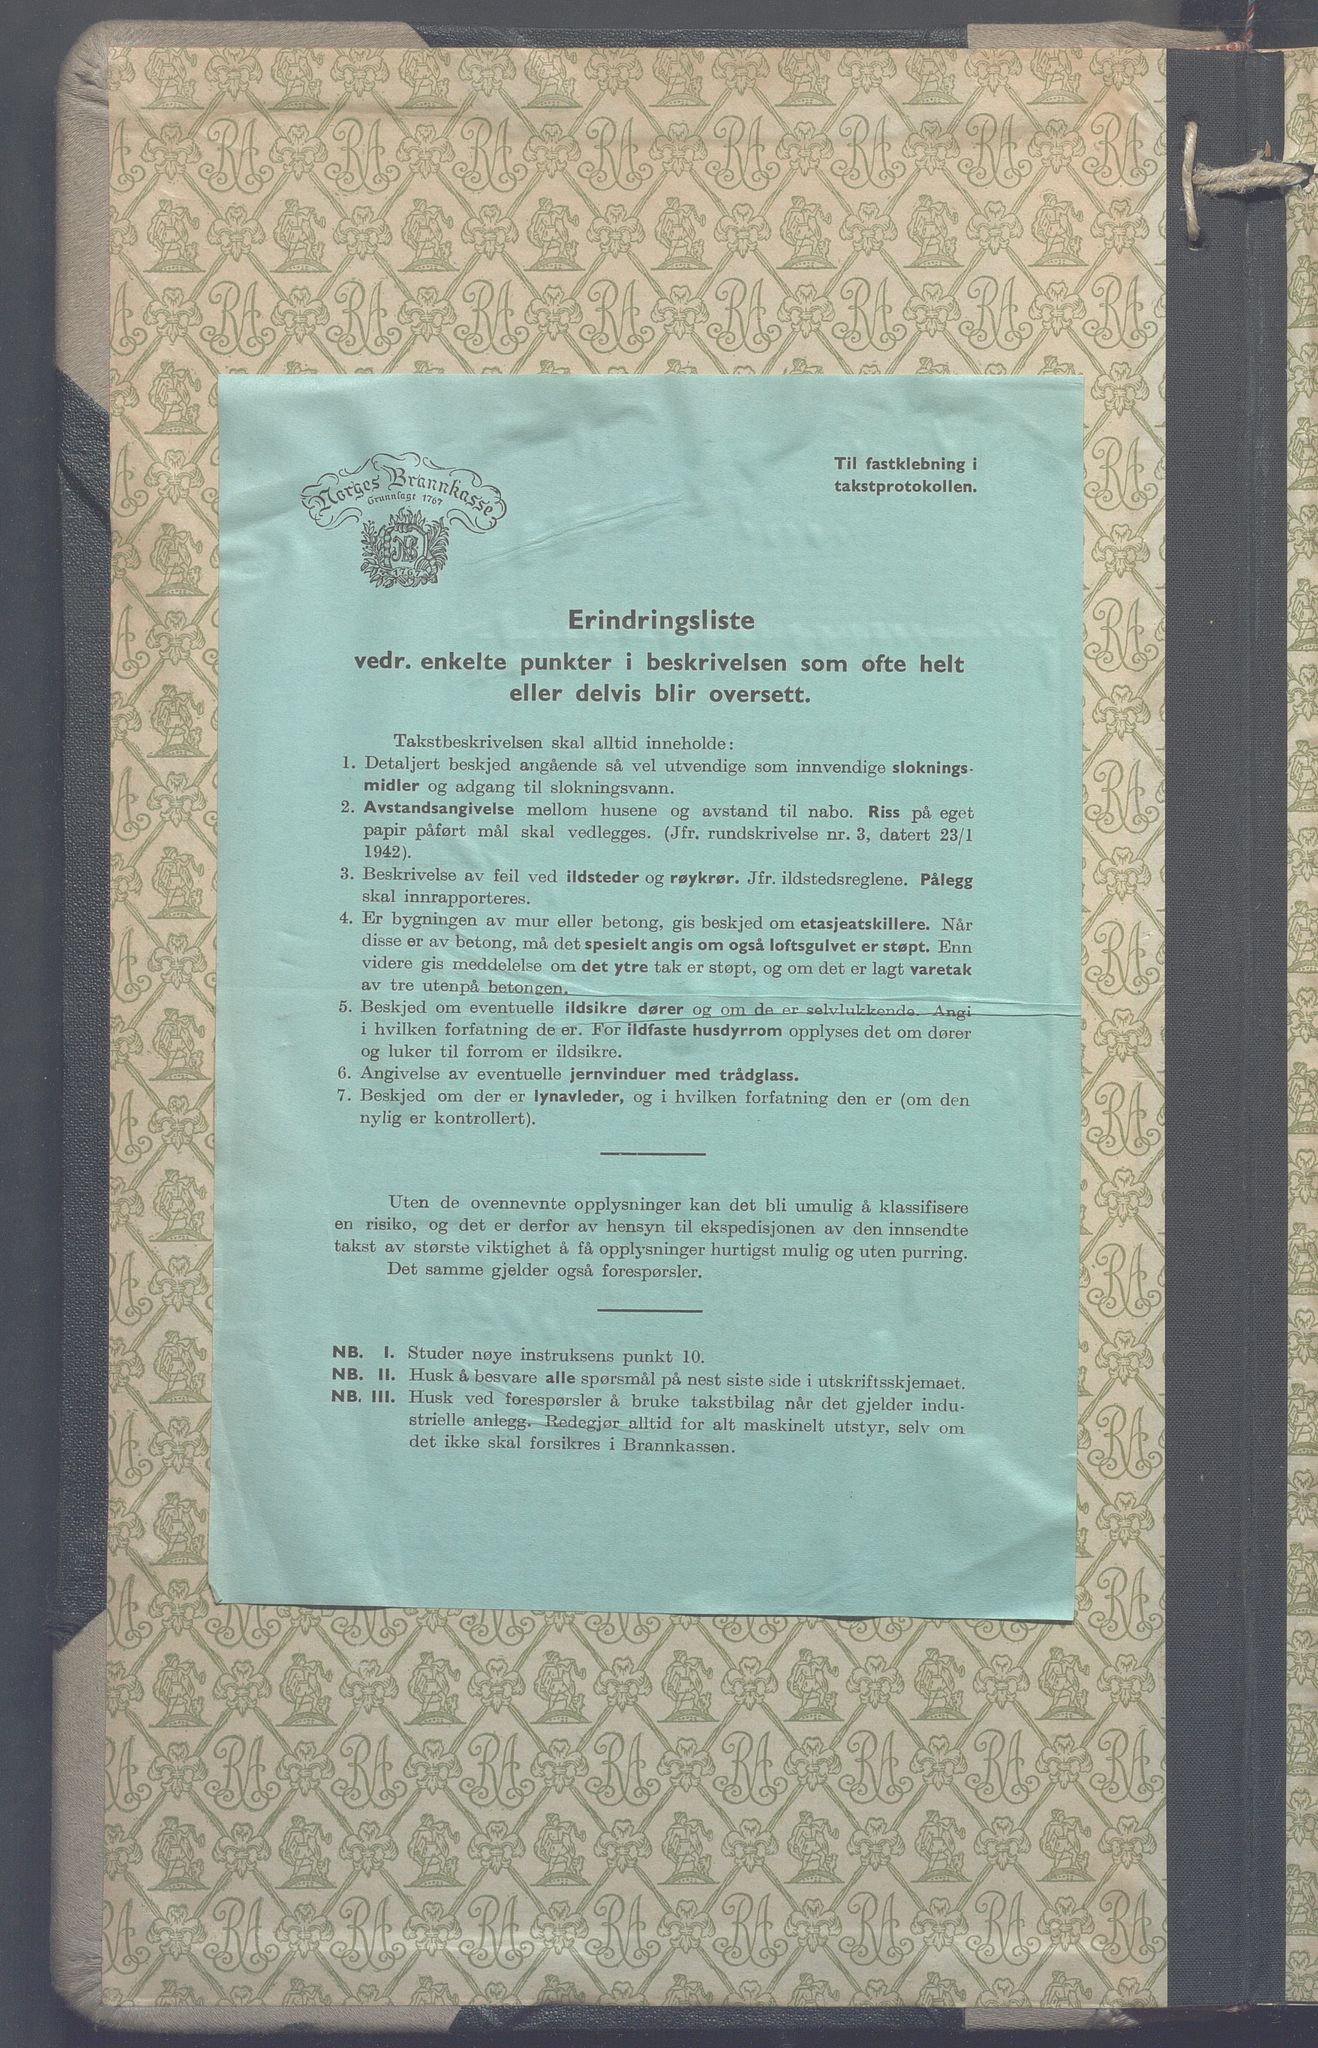 Norges Brannkasse
Grunnlagt 1767
NB
1767
Til fastklebning i
takstprotokollen.
Erindringsliste
vedr. enkelte punkter i beskrivelsen som ofte helt
eller delvis blir oversett.
Takstbeskrivelsen skal alltid inneholde:
1. Detaljert beskjed angående så vel utvendige som innvendige sloknings-
midler og adgang til slokningsvann.
2. Avstandsangivelse mellom husene og avstand til nabo. Riss på eget
papir påført mål skal vedlegges. (Jfr. rundskrivelse nr. 3, datert 23/1
1942).
3. Beskrivelse av feil ved ildsteder og røykrør. Jfr. ildstedsreglene. Pålegg
skal innrapporteres.
4. Er bygningen av mur eller betong, gis beskjed om etasjeatskillere. Når
disse er av betong, må det spesielt angis om også loftsgulvet er støpt. Enn
videre gis meddelelse om det ytre tak er støpt, og om det er lagt varetak
av tre utenpå betongen.
5. Beskjed om eventuelle ildsikre dører og om de er selvlukkende. Angi
i hvilken forfatning de er. For ildfaste husdyrrom opplyses det om dører
og luker til forrom er ildsikre.
6. Angivelse av eventuelle jernvinduer med trådglass.
7. Beskjed om der er lynavleder, og i hvilken forfatning den er (om den
nylig er kontrollert).
Uten de ovennevnte opplysninger kan det bli umulig å klassifisere
en risiko, og det er derfor av hensyn til ekspedisjonen av den innsendte
takst av største viktighet å få opplysninger hurtigst mulig og uten purring.
Det samme gjelder også forespørsler.
NB. I. Studer nøye instruksens punkt 10.
NB. II. Husk å besvare alle spørsmål på nest siste side i utskriftsskjemaet.
NB. III. Husk ved forespørsler å bruke takstbilag når det gjelder indu-
strielle anlegg. Redegjør alltid for alt maskinelt utstyr, selv om
det ikke skal forsikres i Brannkassen.